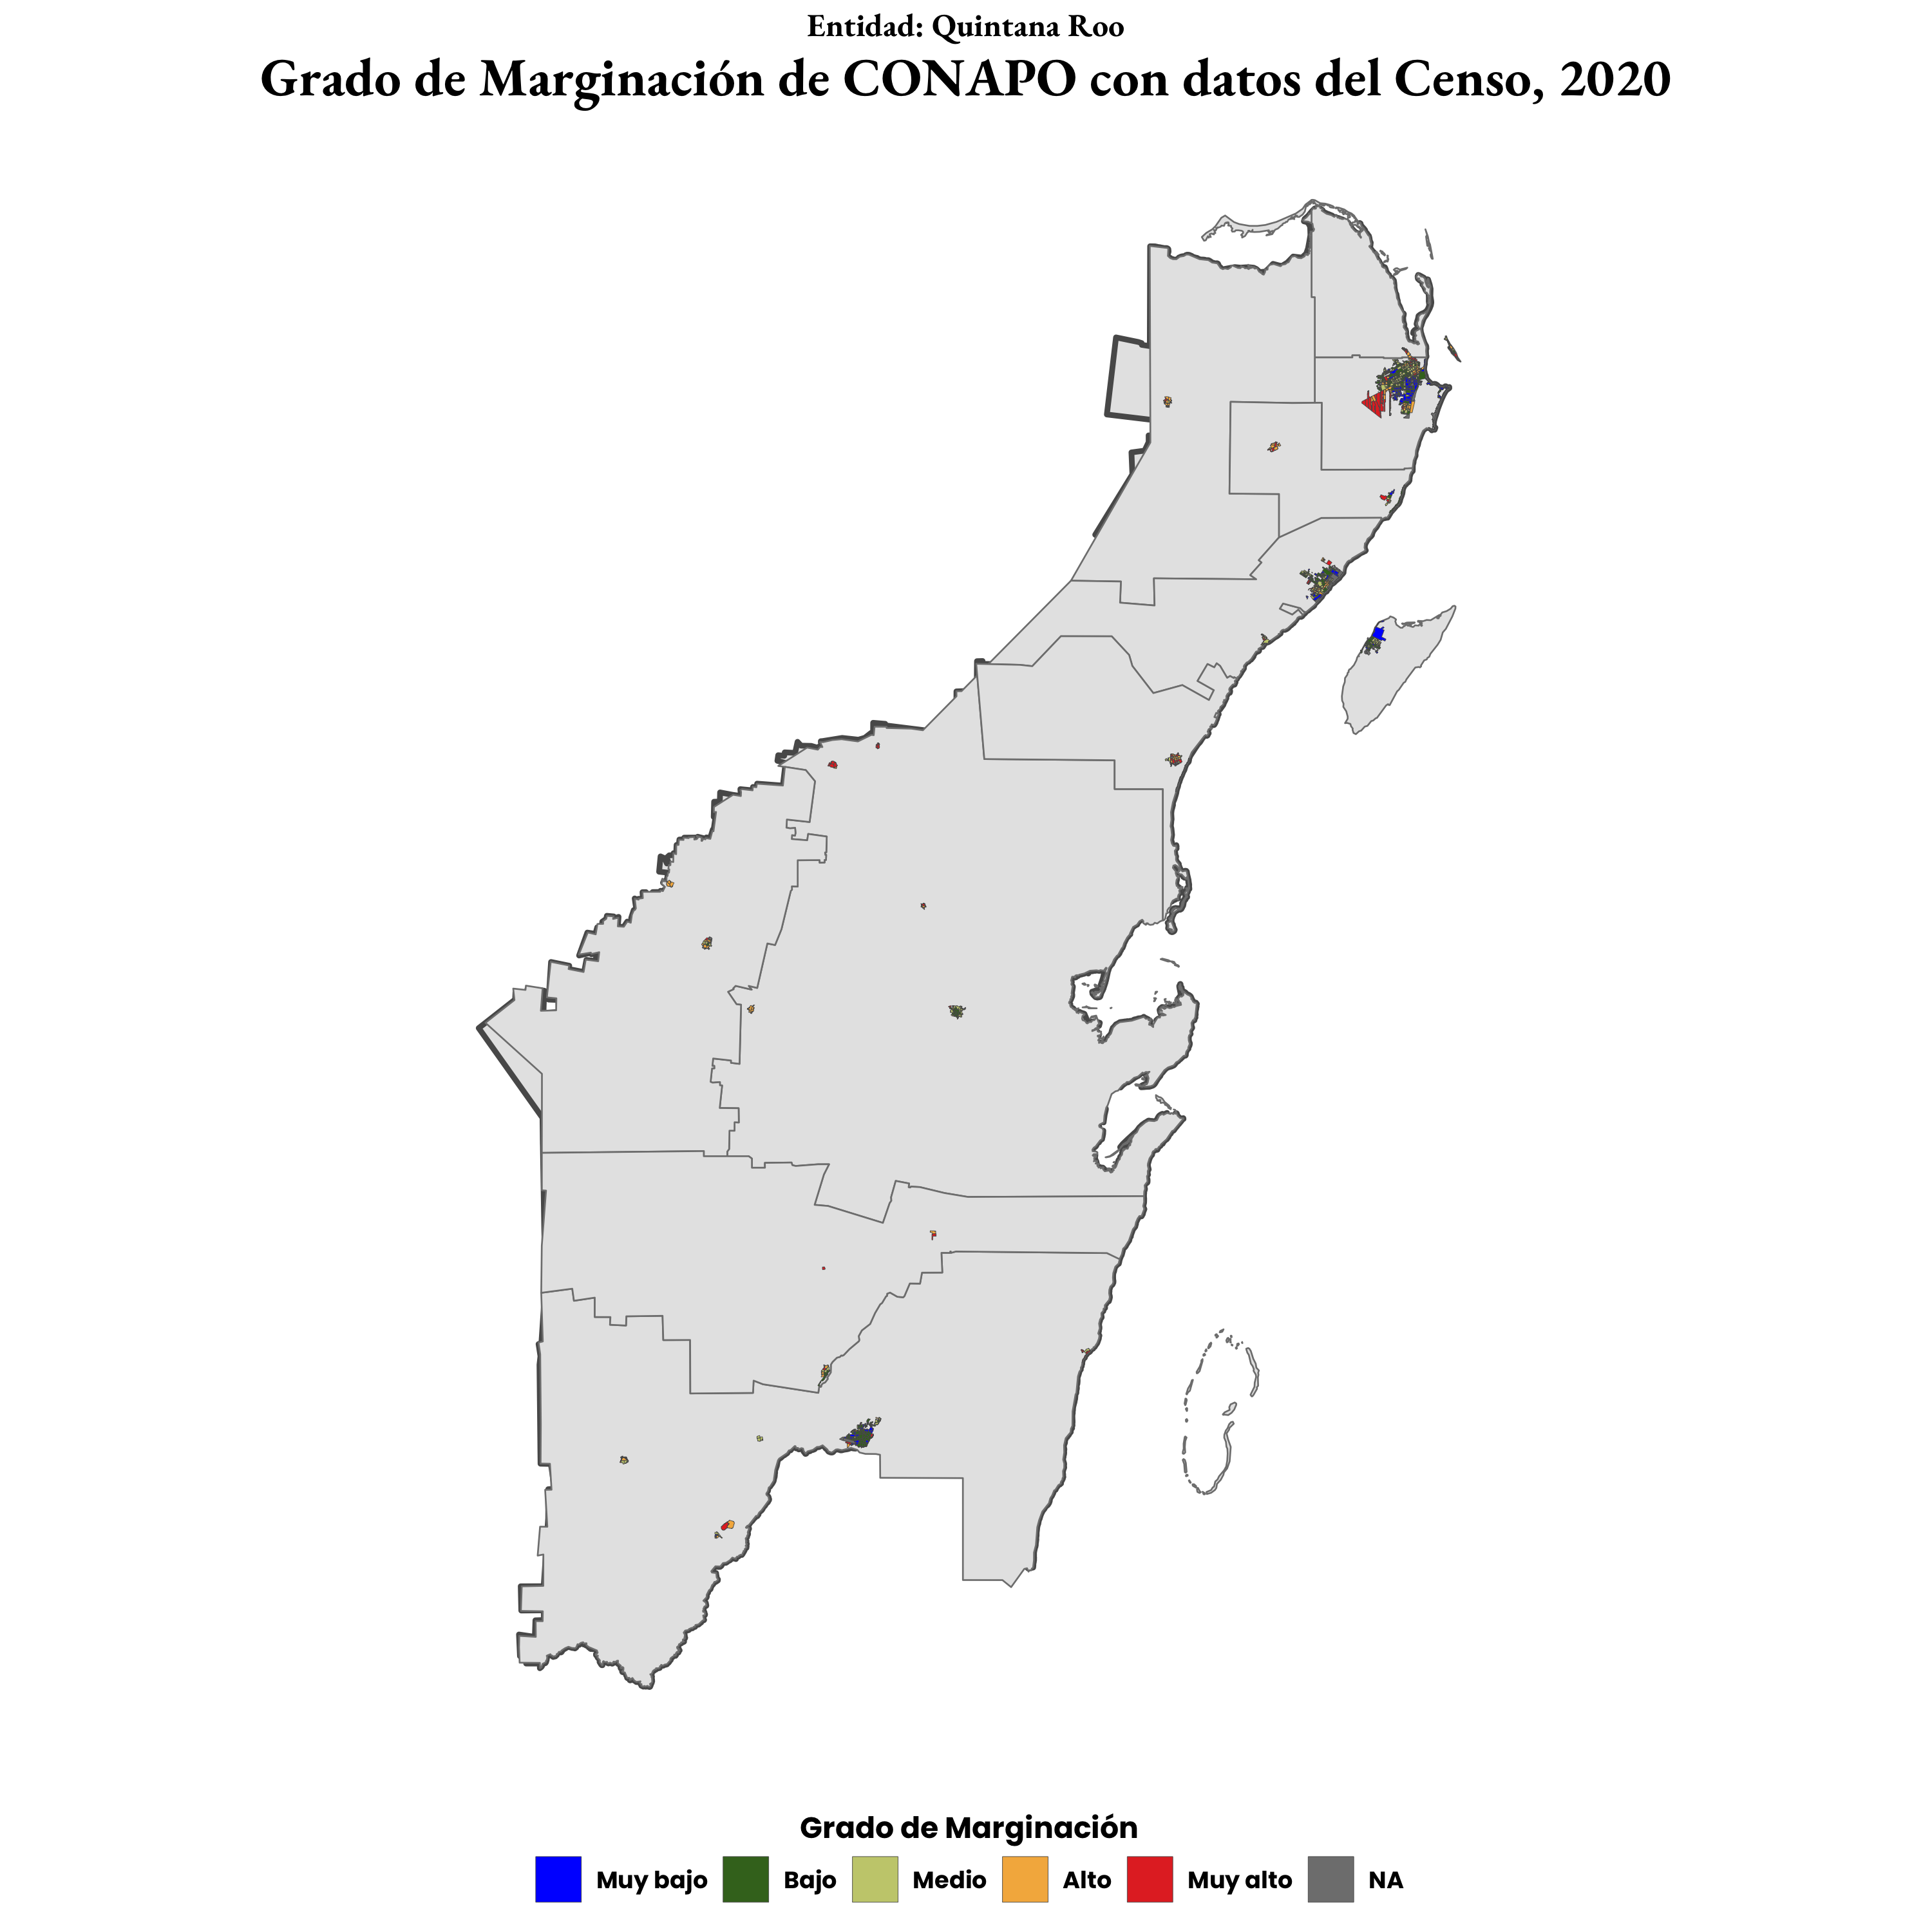 Entidad: Quintana Roo
Grado de Marginación de CONAPO con datos del Censo, 2020
Grado de Marginación
Muy bajo Bajo Medio Alto Muy alto NA